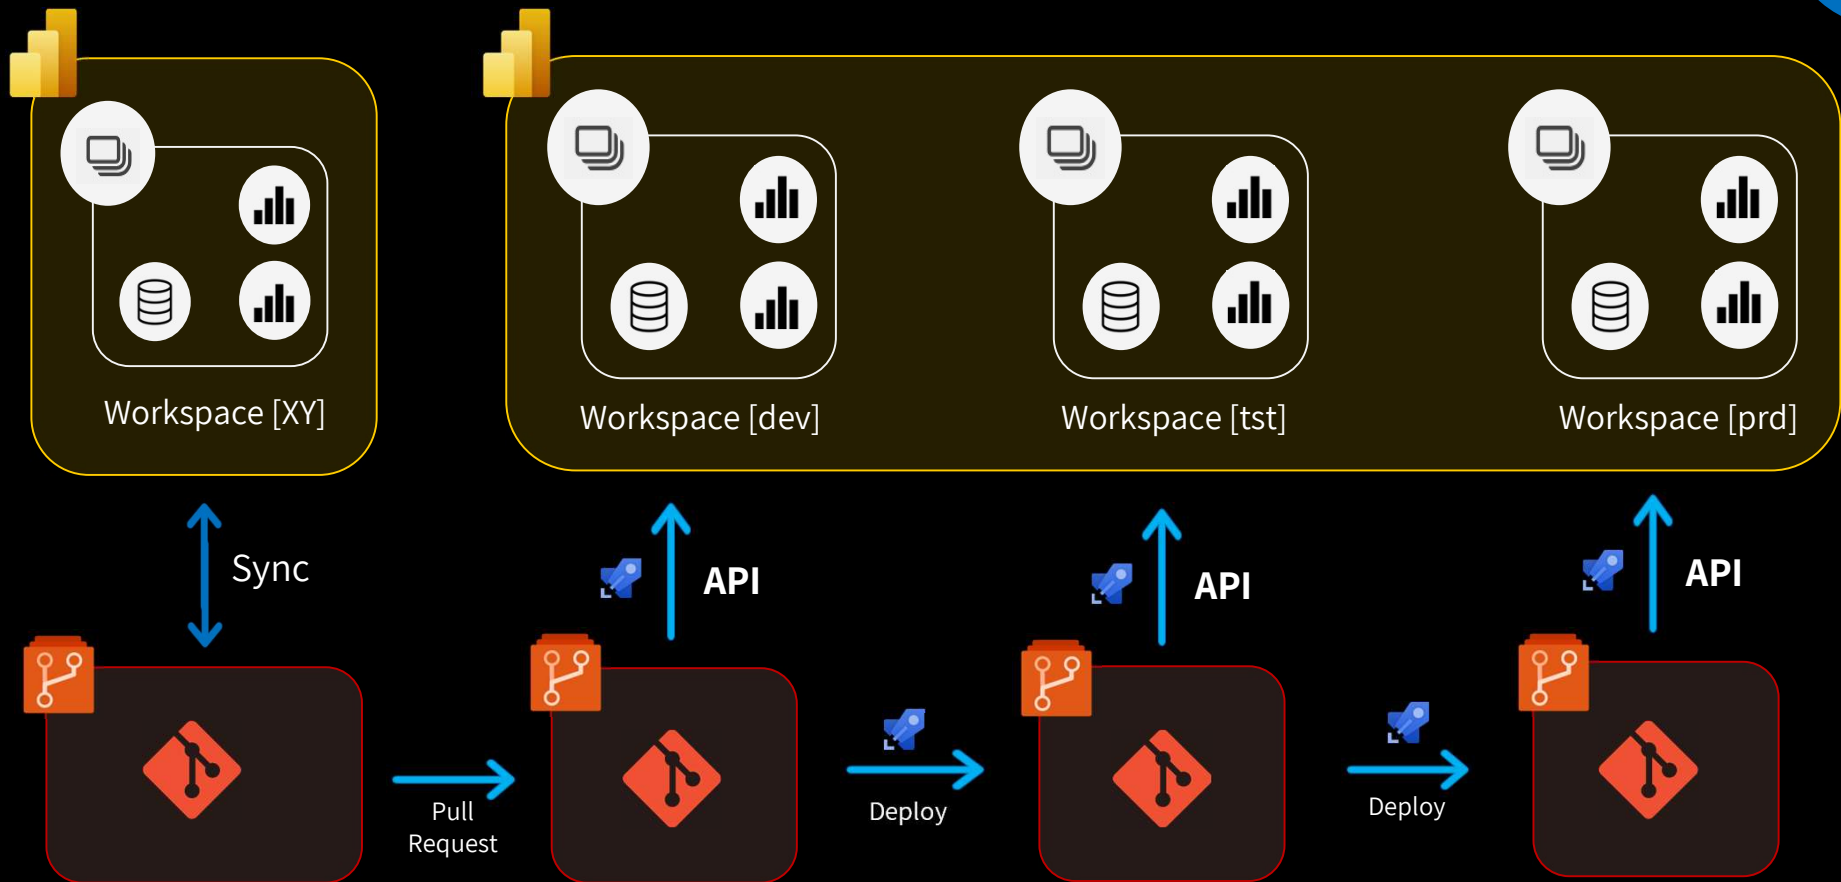 Workspace [XY]
Workspace [dev]
Workspace [tst]
Workspace [prd]
Sync
API
API
API
Pull
Request
Deploy
Deploy